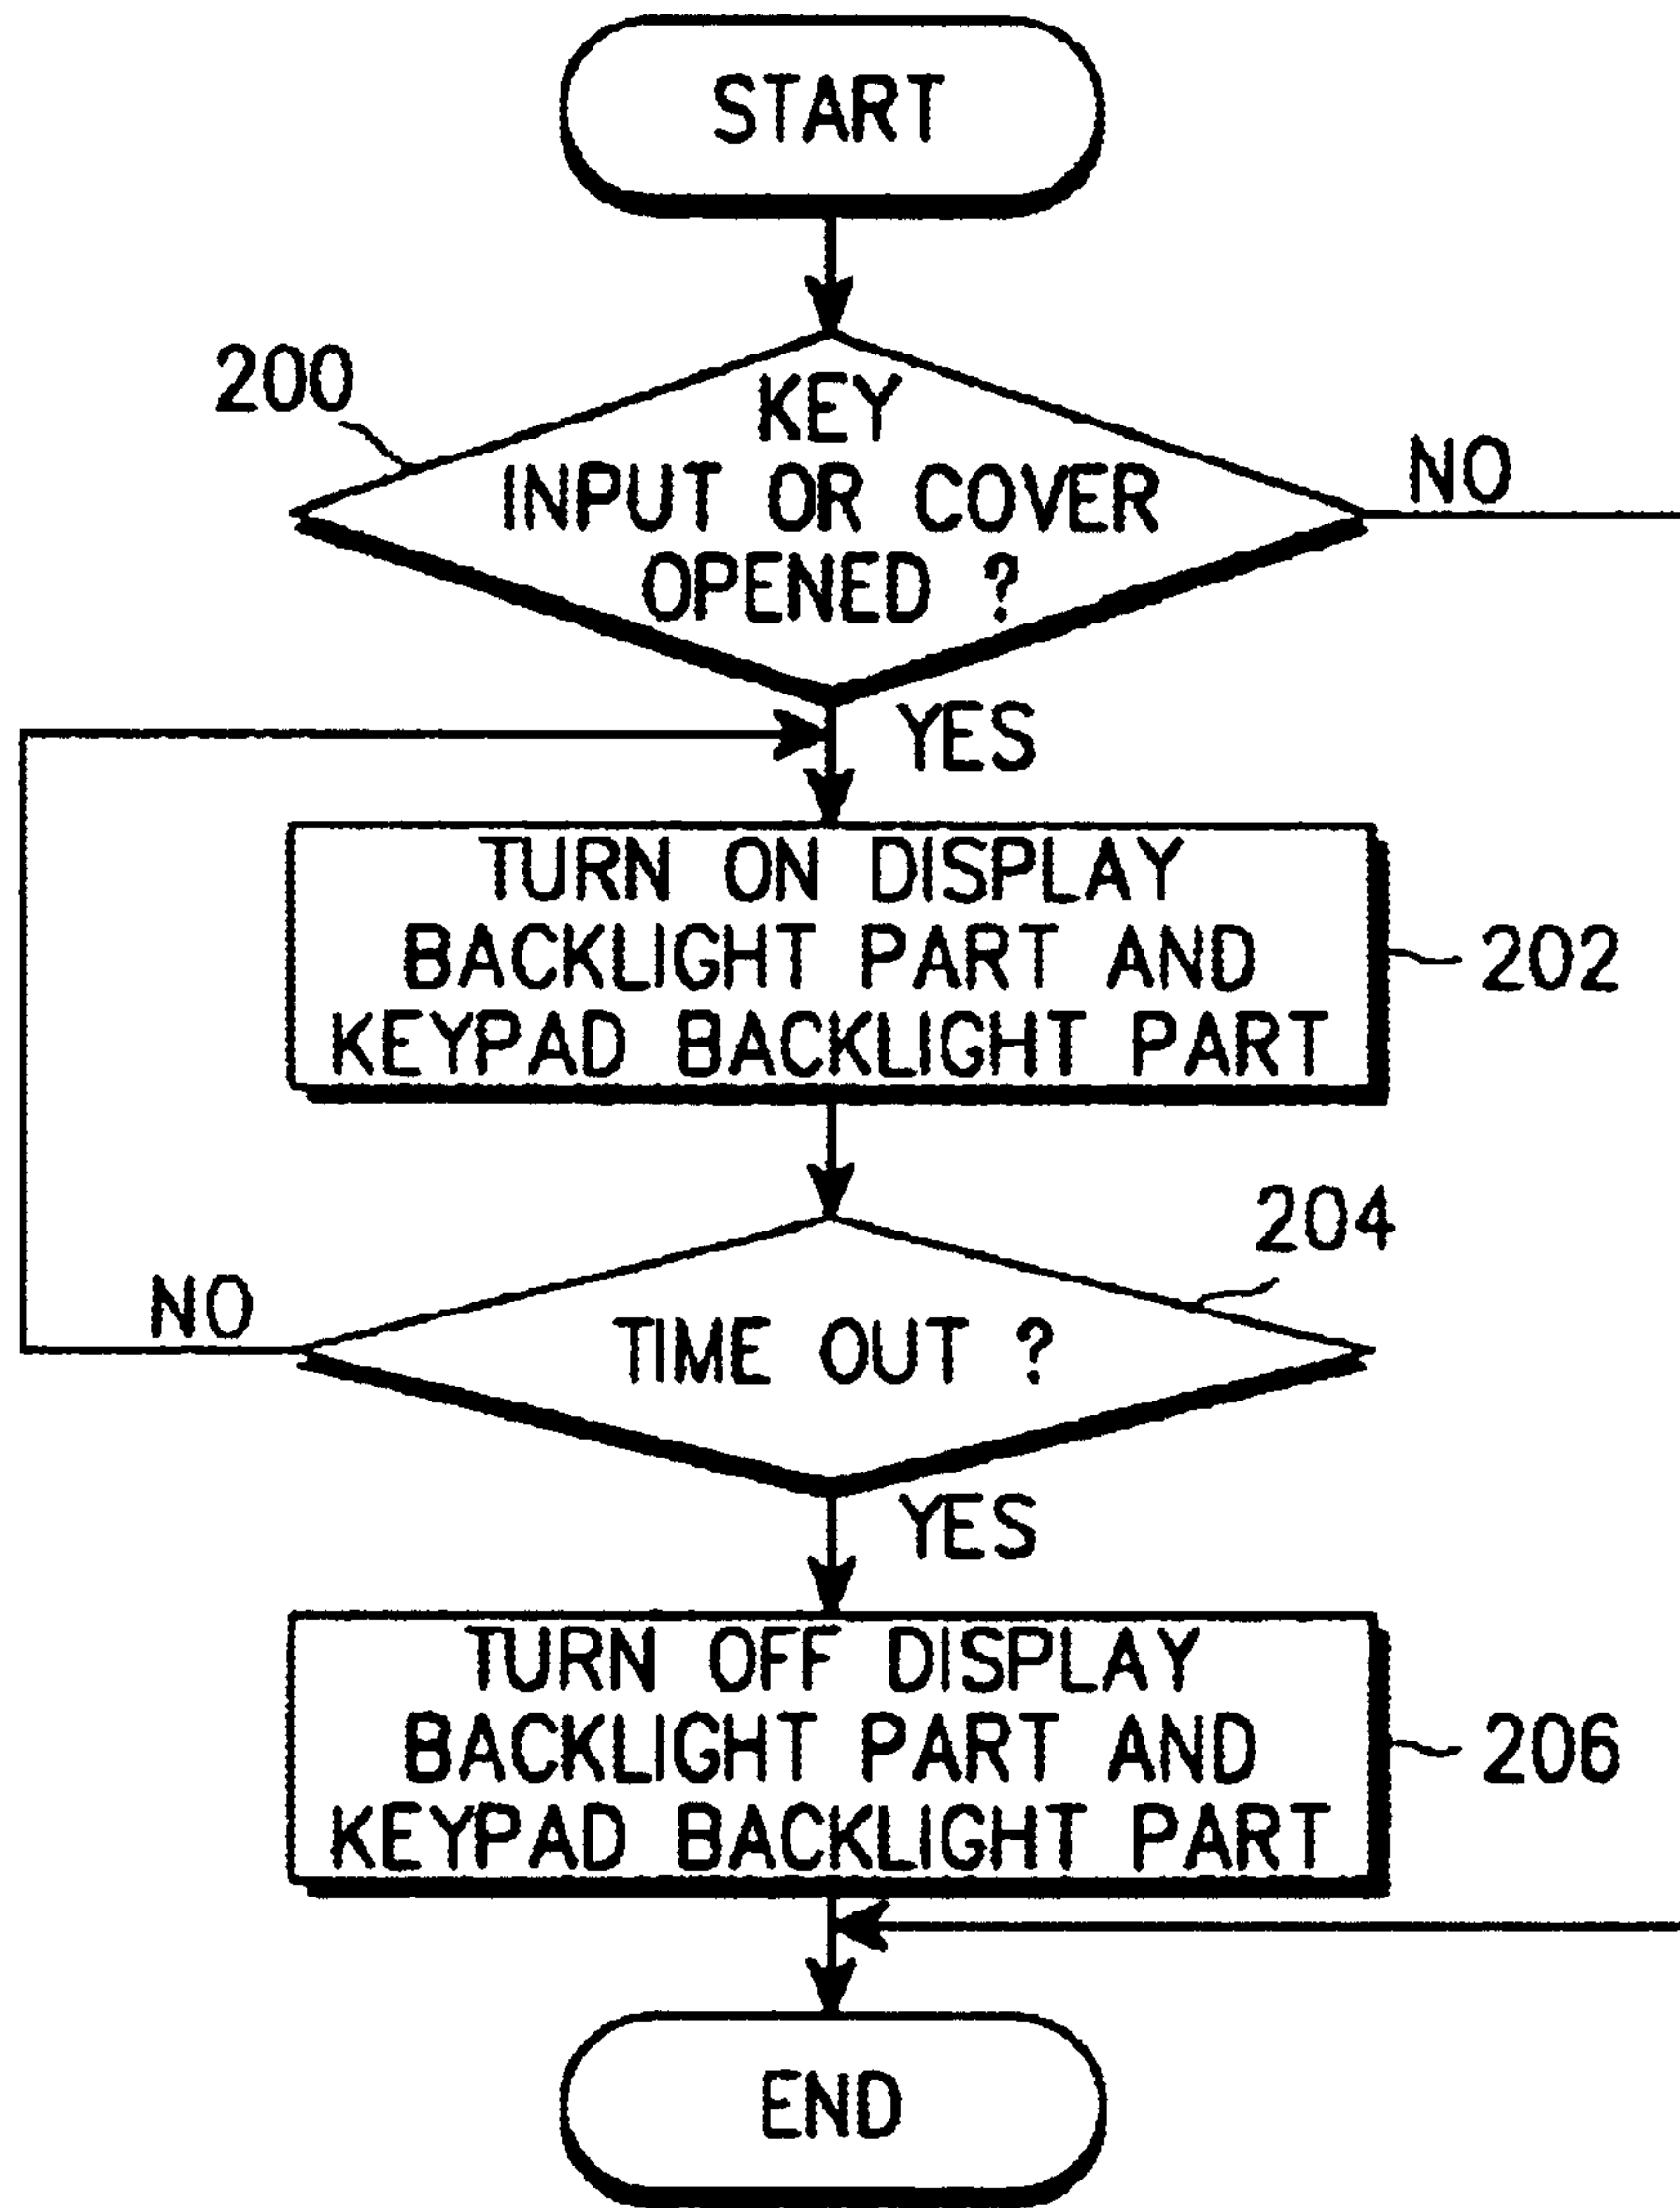 START
200
KEY
INPUT OR COVER
OPENED ?
NO
YES
TURN ON DISPLAY
BACKLIGHT PART AND
KEYPAD BACKLIGHT PART
202
204
NO
TIME OUT ?
YES
TURN OFF DISPLAY
BACKLIGHT PART AND
KEYPAD BACKLIGHT PART
206
END